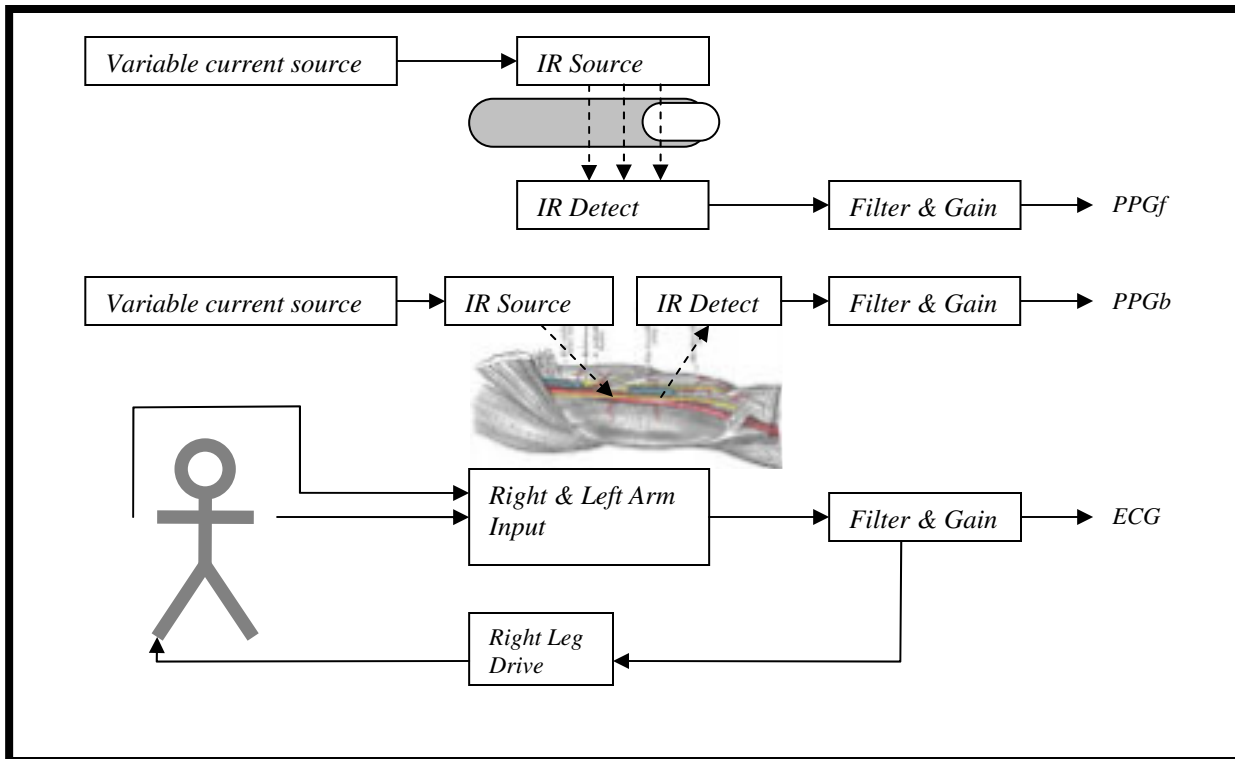 Variable current source
IR Source
IR Detect
Filter & Gain
PPGf
Variable current source
IR Source
IR Detect
Filter & Gain
PPGb
Right & Left Arm
Input
Filter & Gain
ECG
Right Leg
Drive